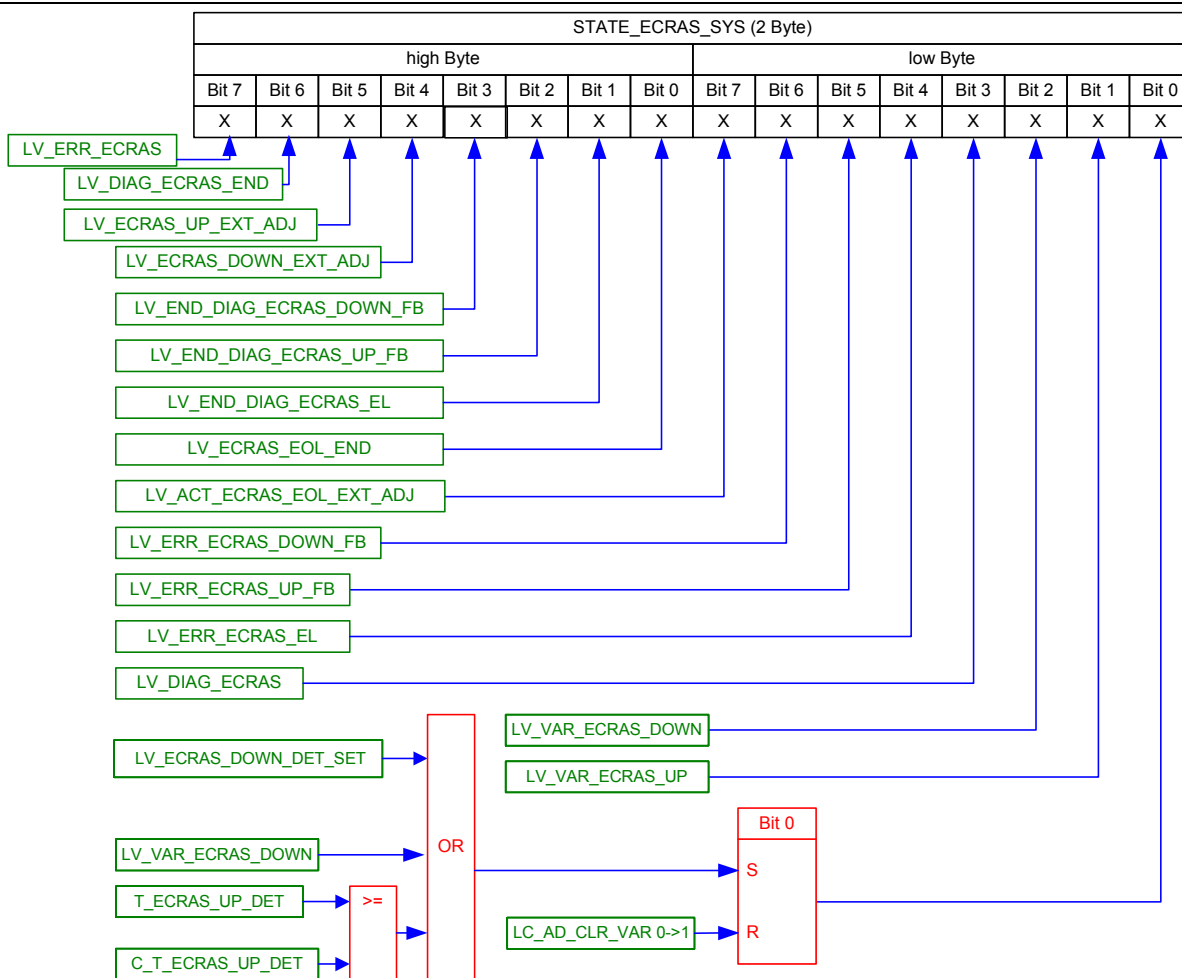 STATE_ECRAS_SYS (2 Byte)
high Byte low Byte
Bit 7 Bit 6 Bit 5 Bit 4 Bit 3 Bit 2 Bit 1 Bit 0 Bit 7 Bit 6 Bit 5 Bit 4 Bit 3 Bit 2 Bit 1 Bit 0
X X X X X X X X X X X X X X X X
LV_ERR_ECRAS
LV_DIAG_ECRAS_END
LV_ECRAS_UP_EXT_ADJ
LV_ECRAS_DOWN_EXT_ADJ
LV_END_DIAG_ECRAS_DOWN_FB
LV_END_DIAG_ECRAS_UP_FB
LV_END_DIAG_ECRAS_EL
LV_ECRAS_EOL_END
LV_ACT_ECRAS_EOL_EXT_ADJ
LV_ERR_ECRAS_DOWN_FB
LV_ERR_ECRAS_UP_FB
LV_ERR_ECRAS_EL
LV_DIAG_ECRAS
LV_VAR_ECRAS_DOWN
LV_ECRAS_DOWN_DET_SET
LV_VAR_ECRAS_UP
Bit 0
OR
LV_VAR_ECRAS_DOWN
S
T_ECRAS_UP_DET >=
LC_AD_CLR_VAR 0->1 R
C_T_ECRAS_UP_DET